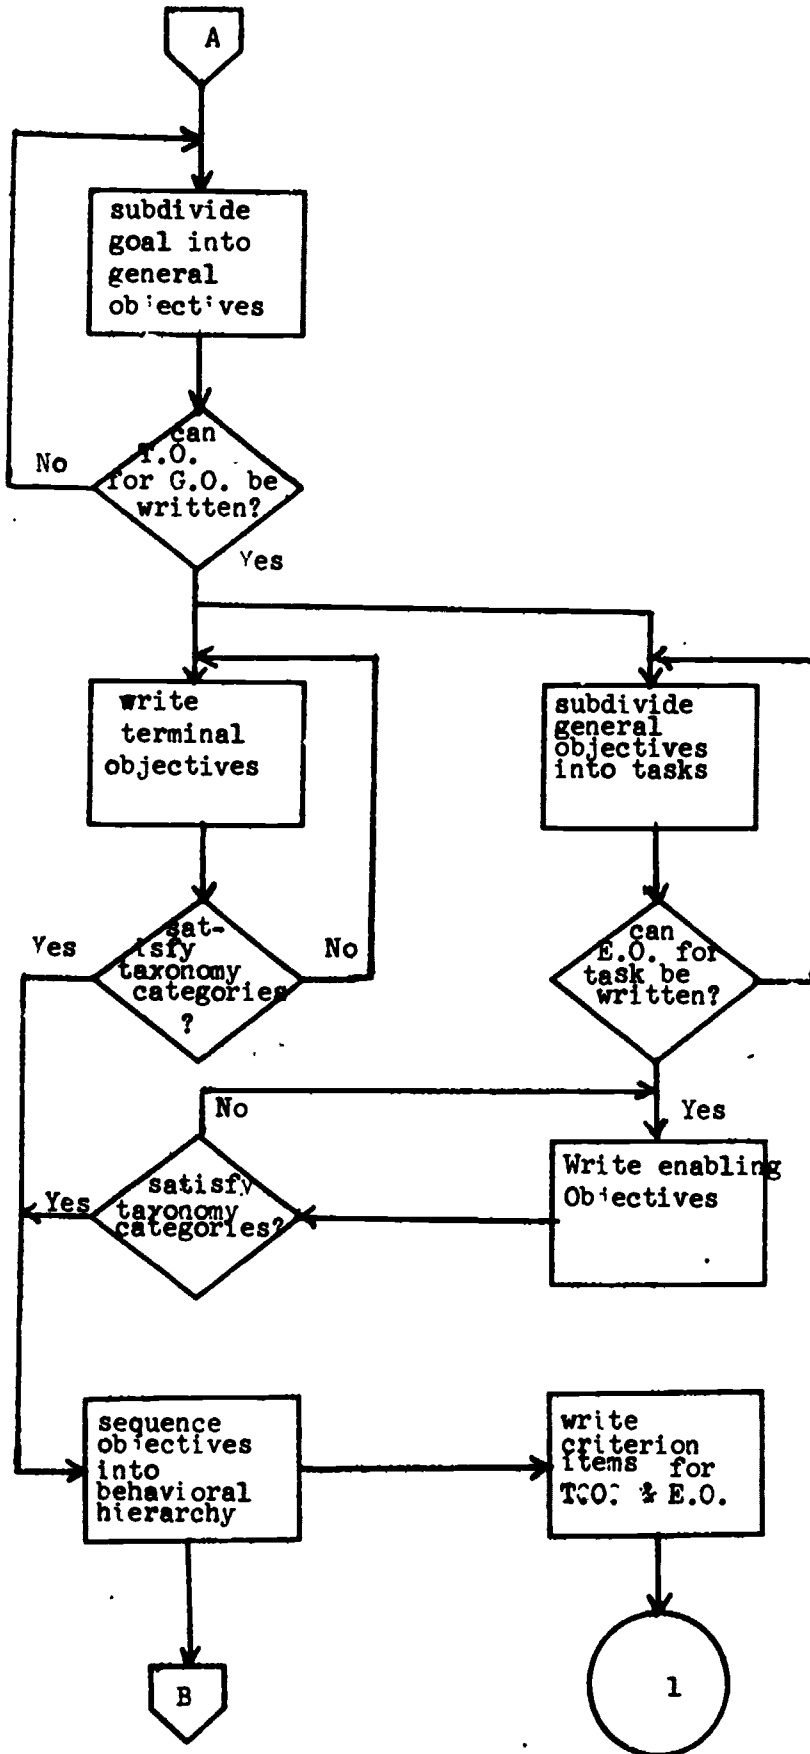 A
subdivide
goal into
general
objectives
can
T.O.
for G.O. be
written?
No
Yes
write
terminal
objectives
subdivide
general
objectives
into tasks
Yes
sat-
isfy
taxonomy
categories
?
No
can
E.O. for
task be
written?
No
Yes
satisfy
taxonomy
categories?
Yes
Write enabling
Objectives
sequence
objectives
into
behavioral
hierarchy
write
criterion
items for
T.O. & E.O.
B
1